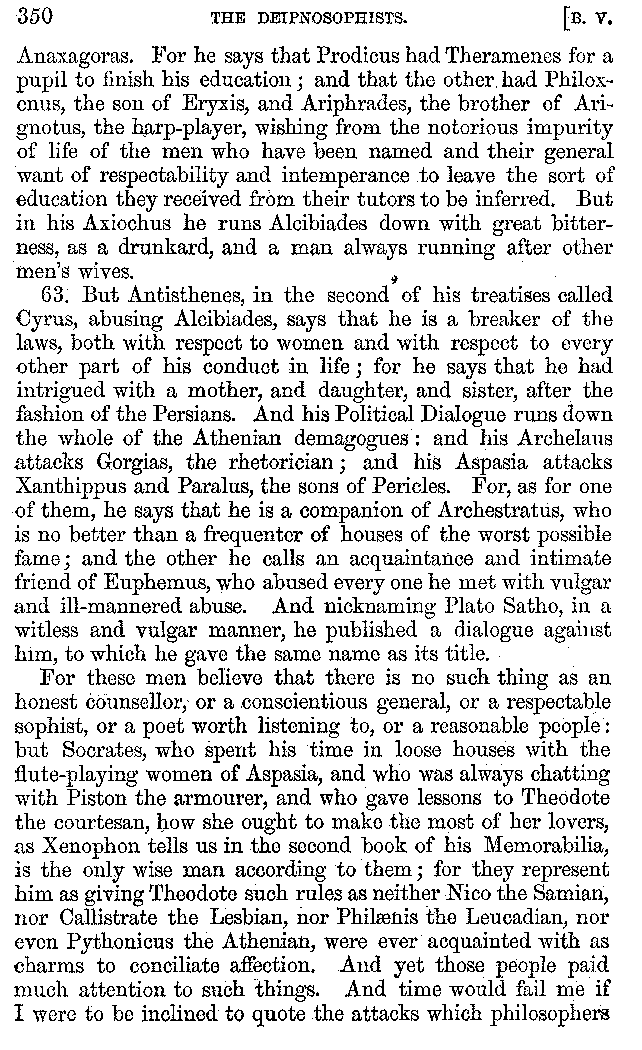 350 THE DEIPNOSOPHISTS. [B. V.
Anaxagoras. For he says that Prodicus had Theramenes for a
pupil to finish his education; and that the other had Philox-
enus, the son of Eryxis, and Ariphrades, the brother of Ari-
gnotus, the harp-player, wishing from the notorious impurity
of life of the men who have been named and their general
want of respectability and intemperance to leave the sort of
education they received from their tutors to be inferred. But
in his Axiochus he runs Alcibiades down with great bitter-
ness, as a drunkard, and a man always running after other
men's wives.
63. But Antisthenes, in the second of his treatises called
Cyrus, abusing Alcibiades, says that he is a breaker of the
laws, both with respect to women and with respect to every
other part of his conduct in life; for he says that he had
intrigued with a mother, and daughter, and sister, after the
fashion of the Persians. And his Political Dialogue runs down
the whole of the Athenian demagogues: and his Archelaus
attacks Gorgias, the rhetorician; and his Aspasia attacks
Xanthippus and Paralus, the sons of Pericles. For, as for one
of them, he says that he is a companion of Archestratus, who
is no better than a frequenter of houses of the worst possible
fame; and the other he calls an acquaintance and intimate
friend of Euphemus, who abused every one he met with vulgar
and ill-mannered abuse. And nicknaming Plato Satho, in a
witless and vulgar manner, he published a dialogue against
him, to which he gave the same name as its title.
For these men believe that there is no such thing as an
honest counsellor, or a conscientious general, or a respectable
sophist, or a poet worth listening to, or a reasonable people:
but Socrates, who spent his time in loose houses with the
flute-playing women of Aspasia, and who was always chatting
with Piston the armourer, and who gave lessons to Theodote
the courtesan, how she ought to make the most of her lovers,
as Xenophon tells us in the second book of his Memorabilia,
is the only wise man according to them; for they represent
him as giving Theodote such rules as neither Nico the Samian,
nor Callistrate the Lesbian, nor Philænis the Leucadian, nor
even Pythonicus the Athenian, were ever acquainted with as
charms to conciliate affection. And yet those people paid
much attention to such things. And time would fail me if
I were to be inclined to quote the attacks which philosophers